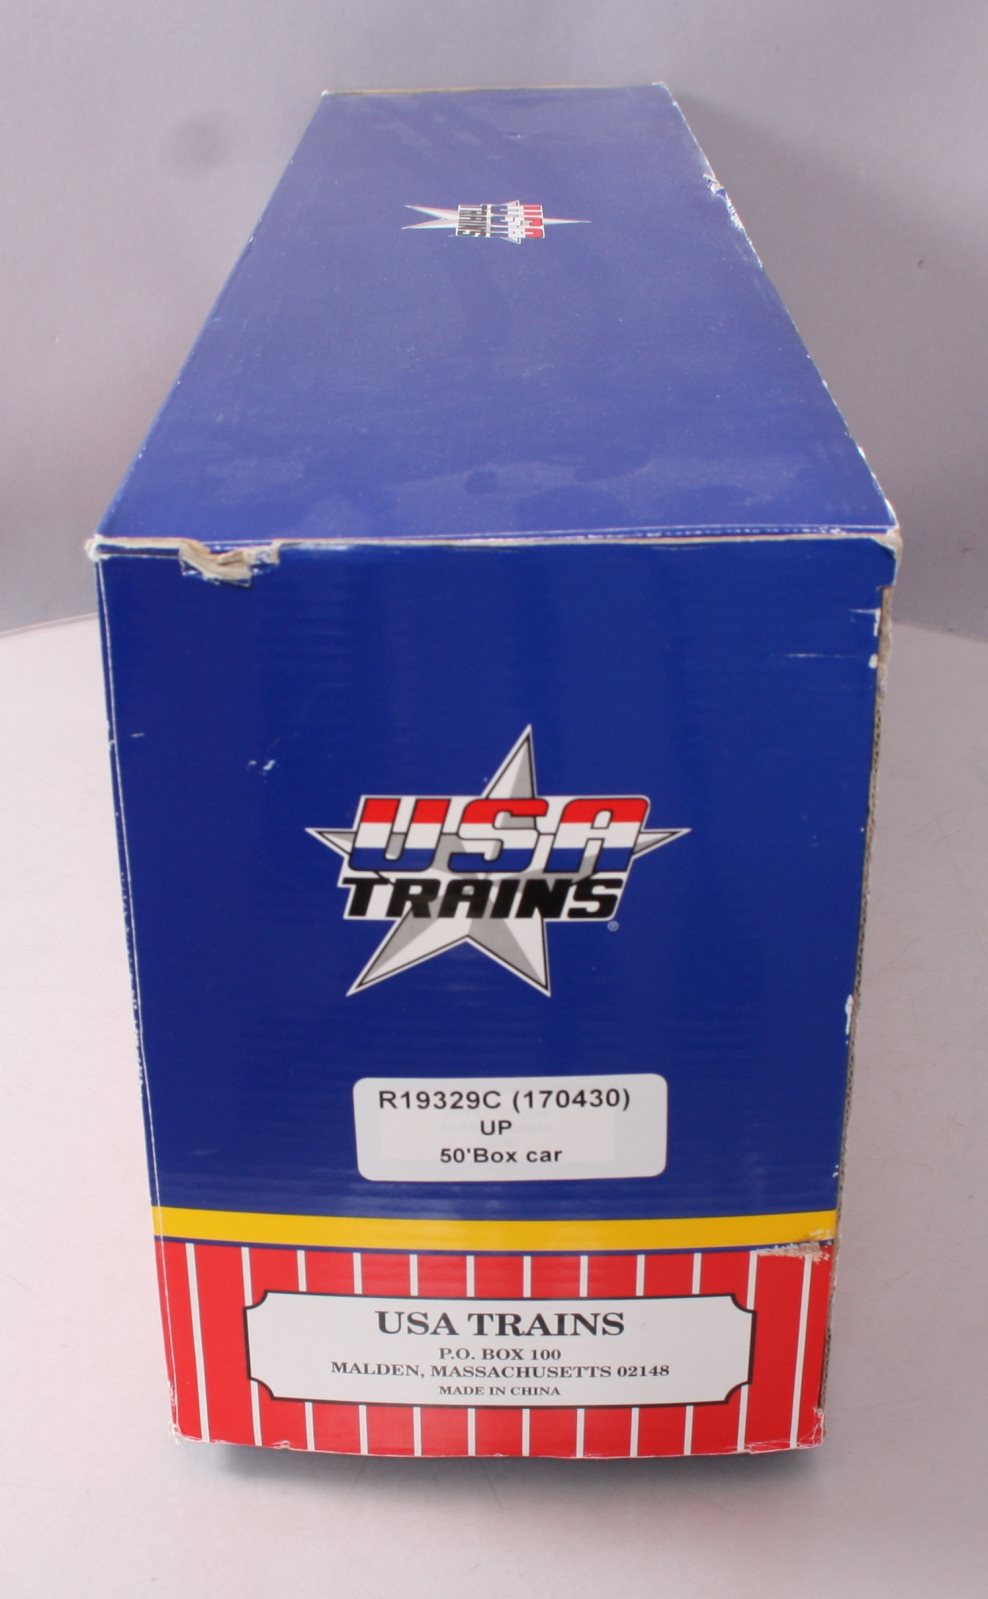 USA
TRAINS
USA
TRAINS®
R19329C (170430)
UP
50'Box car
USA TRAINS
P.O. BOX 100
MALDEN, MASSACHUSETTS 02148
MADE IN CHINA